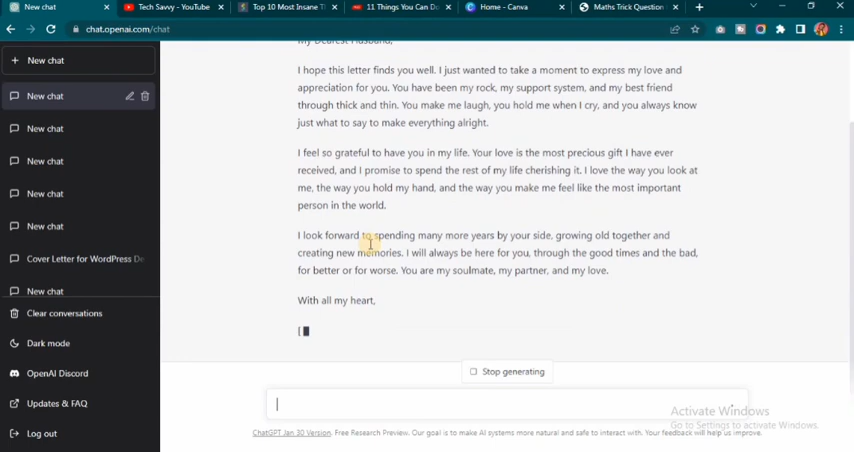 New chat
Tech Savvy - YouTube
Top 10 Most Insane T
11 Things You Can Do
Home - Canva
Maths Trick Question
chat.openai.com/chat
New chat
New chat
New chat
New chat
New chat
New chat
Cover Letter for WordPress De
New chat
Clear conversations
Dark mode
OpenAI Discord
Updates & FAQ
Log out
My Dearest Husband,
I hope this letter finds you well. I just wanted to take a moment to express my love and
appreciation for you. You have been my rock, my support system, and my best friend
through thick and thin. You make me laugh, you hold me when I cry, and you always know
just what to say to make everything alright.
I feel so grateful to have you in my life. Your love is the most precious gift I have ever
received, and I promise to spend the rest of my life cherishing it. I love the way you look at
me, the way you hold my hand, and the way you make me feel like the most important
person in the world.
I look forward to spending many more years by your side, growing old together and
creating new memories. I will always be here for you, through the good times and the bad,
for better or for worse. You are my soulmate, my partner, and my love.
With all my heart,
[
Stop generating
Activate Windows
Go to Settings to activate Windows.
ChatGPT Jan 30 Version. Free Research Preview. Our goal is to make AI systems more natural and safe to interact with. Your feedback will help us improve.